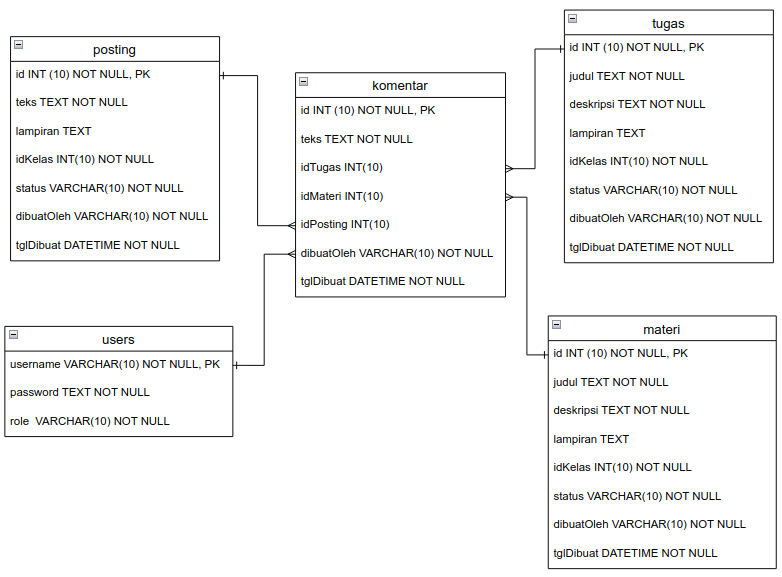 posting
id INT (10) NOT NULL, PK
teks TEXT NOT NULL
lampiran TEXT
idKelas INT(10) NOT NULL
status VARCHAR(10) NOT NULL
dibuatOleh VARCHAR(10) NOT NULL
tglDibuat DATETIME NOT NULL
users
username VARCHAR(10) NOT NULL, PK
password TEXT NOT NULL
role  VARCHAR(10) NOT NULL
komentar
id INT (10) NOT NULL, PK
teks TEXT NOT NULL
idTugas INT(10)
idMateri INT(10)
idPosting INT(10)
dibuatOleh VARCHAR(10) NOT NULL
tglDibuat DATETIME NOT NULL
tugas
id INT (10) NOT NULL, PK
judul TEXT NOT NULL
deskripsi TEXT NOT NULL
lampiran TEXT
idKelas INT(10) NOT NULL
status VARCHAR(10) NOT NULL
dibuatOleh VARCHAR(10) NOT NULL
tglDibuat DATETIME NOT NULL
materi
id INT (10) NOT NULL, PK
judul TEXT NOT NULL
deskripsi TEXT NOT NULL
lampiran TEXT
idKelas INT(10) NOT NULL
status VARCHAR(10) NOT NULL
dibuatOleh VARCHAR(10) NOT NULL
tglDibuat DATETIME NOT NULL